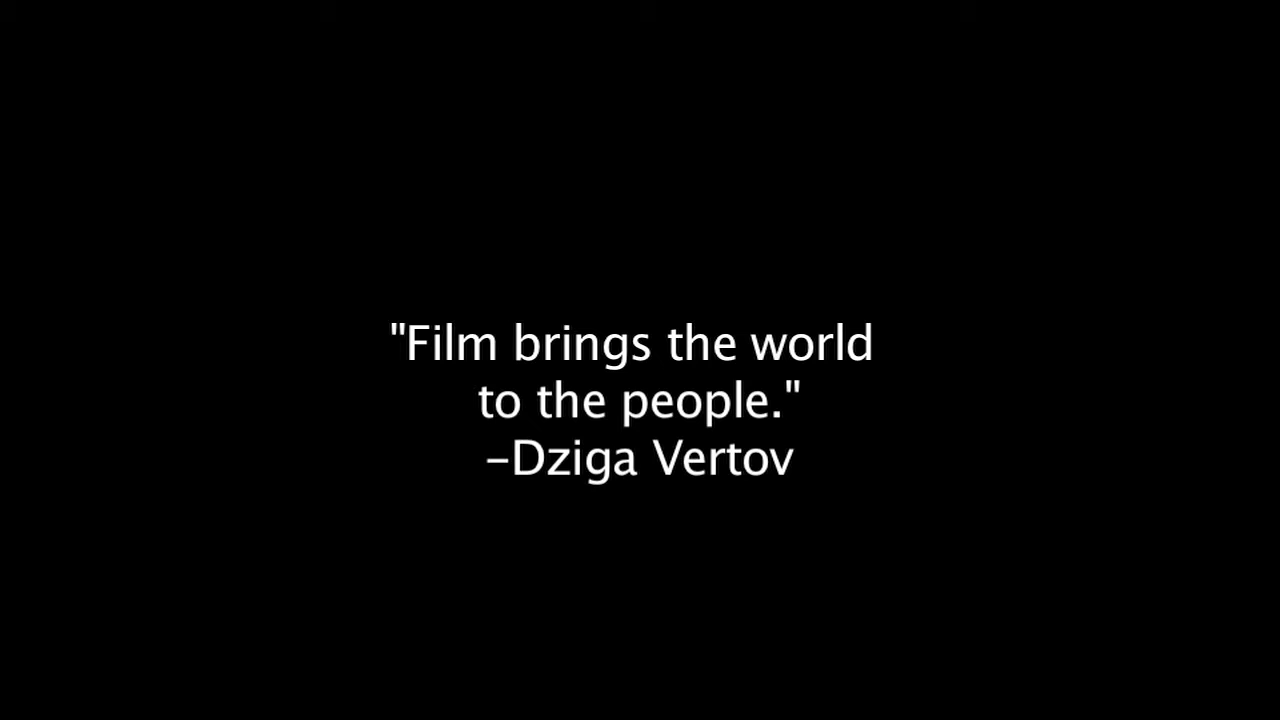 "Film brings the world
to the people."
–Dziga Vertov